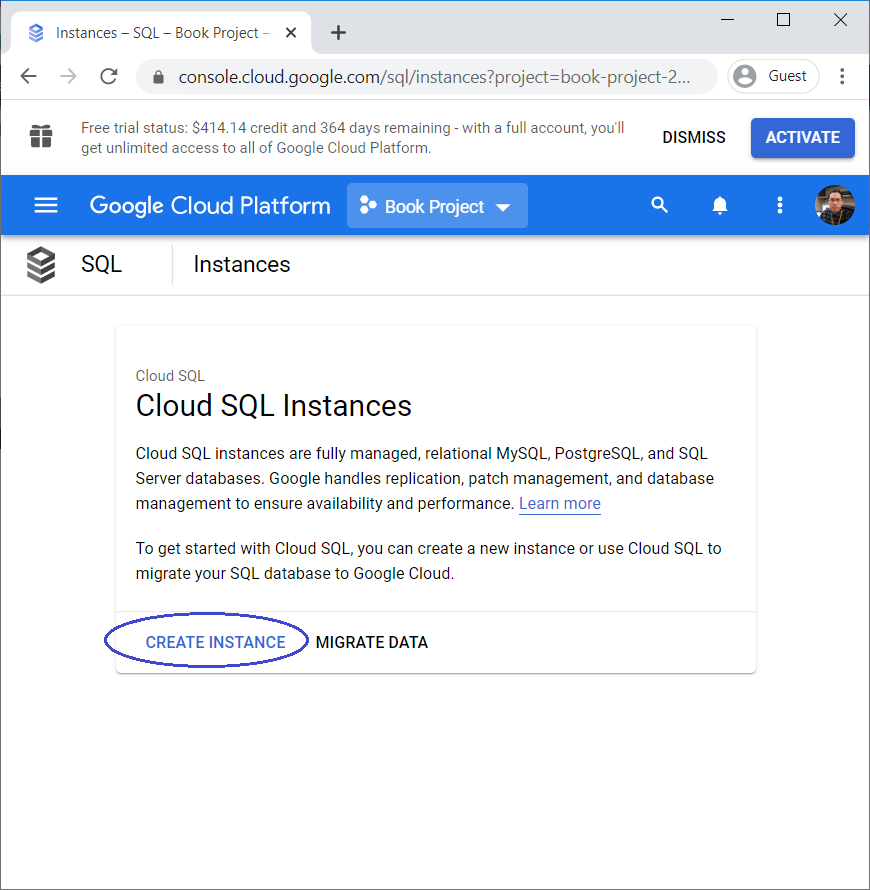 Instances – SQL – Book Project –
console.cloud.google.com/sql/instances?project=book-project-2...
Guest
Free trial status: $414.14 credit and 364 days remaining - with a full account, you'll
get unlimited access to all of Google Cloud Platform.
DISMISS
ACTIVATE
Google Cloud Platform
Book Project
SQL
Instances
Cloud SQL
Cloud SQL Instances
Cloud SQL instances are fully managed, relational MySQL, PostgreSQL, and SQL
Server databases. Google handles replication, patch management, and database
management to ensure availability and performance. Learn more
To get started with Cloud SQL, you can create a new instance or use Cloud SQL to
migrate your SQL database to Google Cloud.
CREATE INSTANCE
MIGRATE DATA